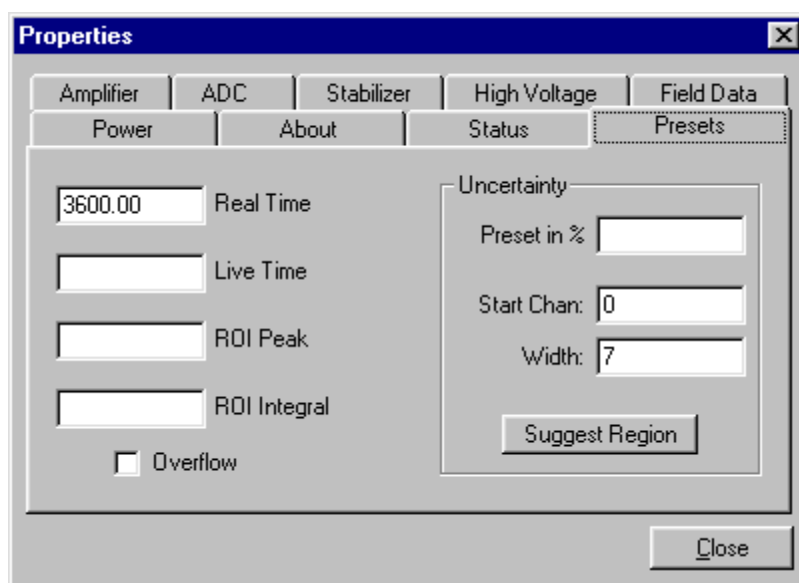 Properties
Amplifier ADC Stabilizer High Voltage Field Data
Power About Status Presets
3600.00 Real Time
Live Time
ROI Peak
ROI Integral
Overflow
Uncertainty
Preset in %
Start Chan: 0
Width: 7
Suggest Region
Close